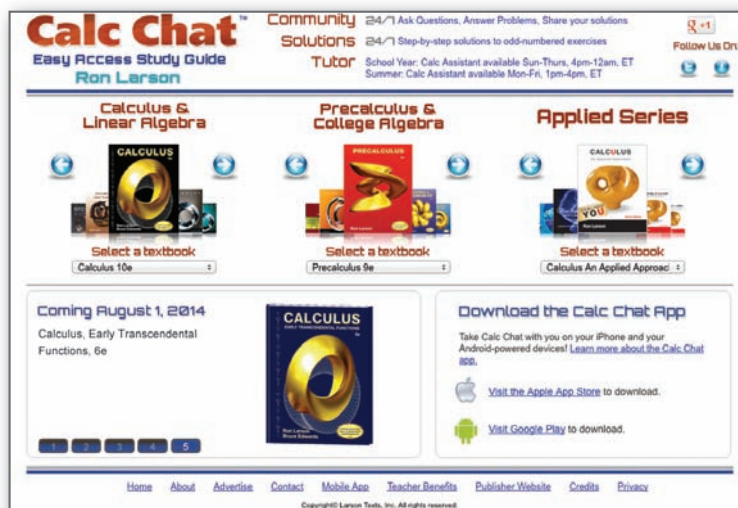 Calc Chat™
Easy Access Study Guide
Ron Larson
Community 24/7 Ask Questions, Answer Problems, Share your solutions
Solutions 24/7 Step-by-step solutions to odd-numbered exercises
Tutor School Year: Calc Assistant available Sun-Thurs, 4pm-12am, ET
Summer: Calc Assistant available Mon-Fri, 1pm-4pm, ET
g +1
Follow Us On
Calculus &
Linear Algebra
CALCULUS
Select a textbook
Calculus 10e
Precalculus &
College Algebra
PRECALCULUS
Ron Larson
Select a textbook
Precalculus 9e
Applied Series
CALCULUS
YOU
Ron Larson
Select a textbook
Calculus An Applied Approac
Coming August 1, 2014
Calculus, Early Transcendental
Functions, 6e
CALCULUS
EARLY TRANSCENDENTAL FUNCTIONS
6e
Ron Larson
Bruce Edwards
1 2 3 4 5
Download the Calc Chat App
Take Calc Chat with you on your iPhone and your
Android-powered devices! Learn more about the Calc Chat
app.
Visit the Apple App Store to download.
Visit Google Play to download.
Home About Advertise Contact Mobile App Teacher Benefits Publisher Website Credits Privacy
Copyright© Larson Texts, Inc. All rights reserved.